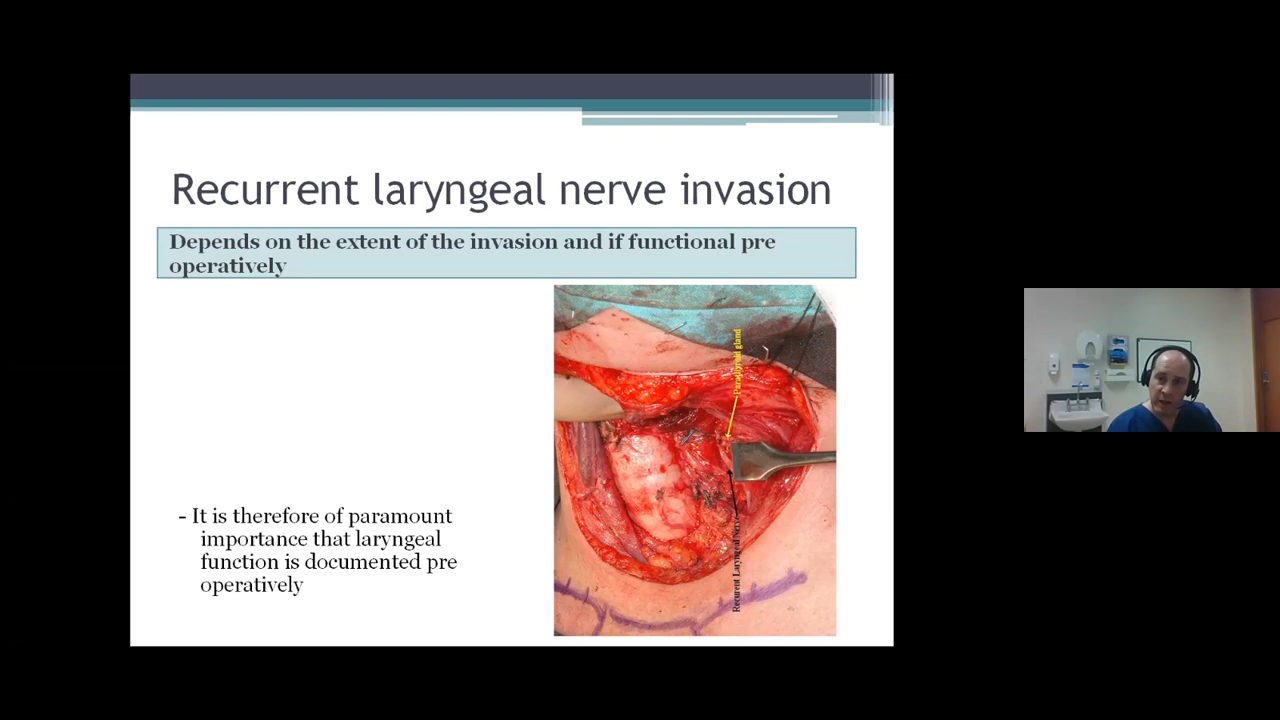 Recurrent laryngeal nerve invasion
Depends on the extent of the invasion and if functional pre
operatively
Parathyroid gland
Recurrent Laryngeal Nerve
- It is therefore of paramount
importance that laryngeal
function is documented pre
operatively